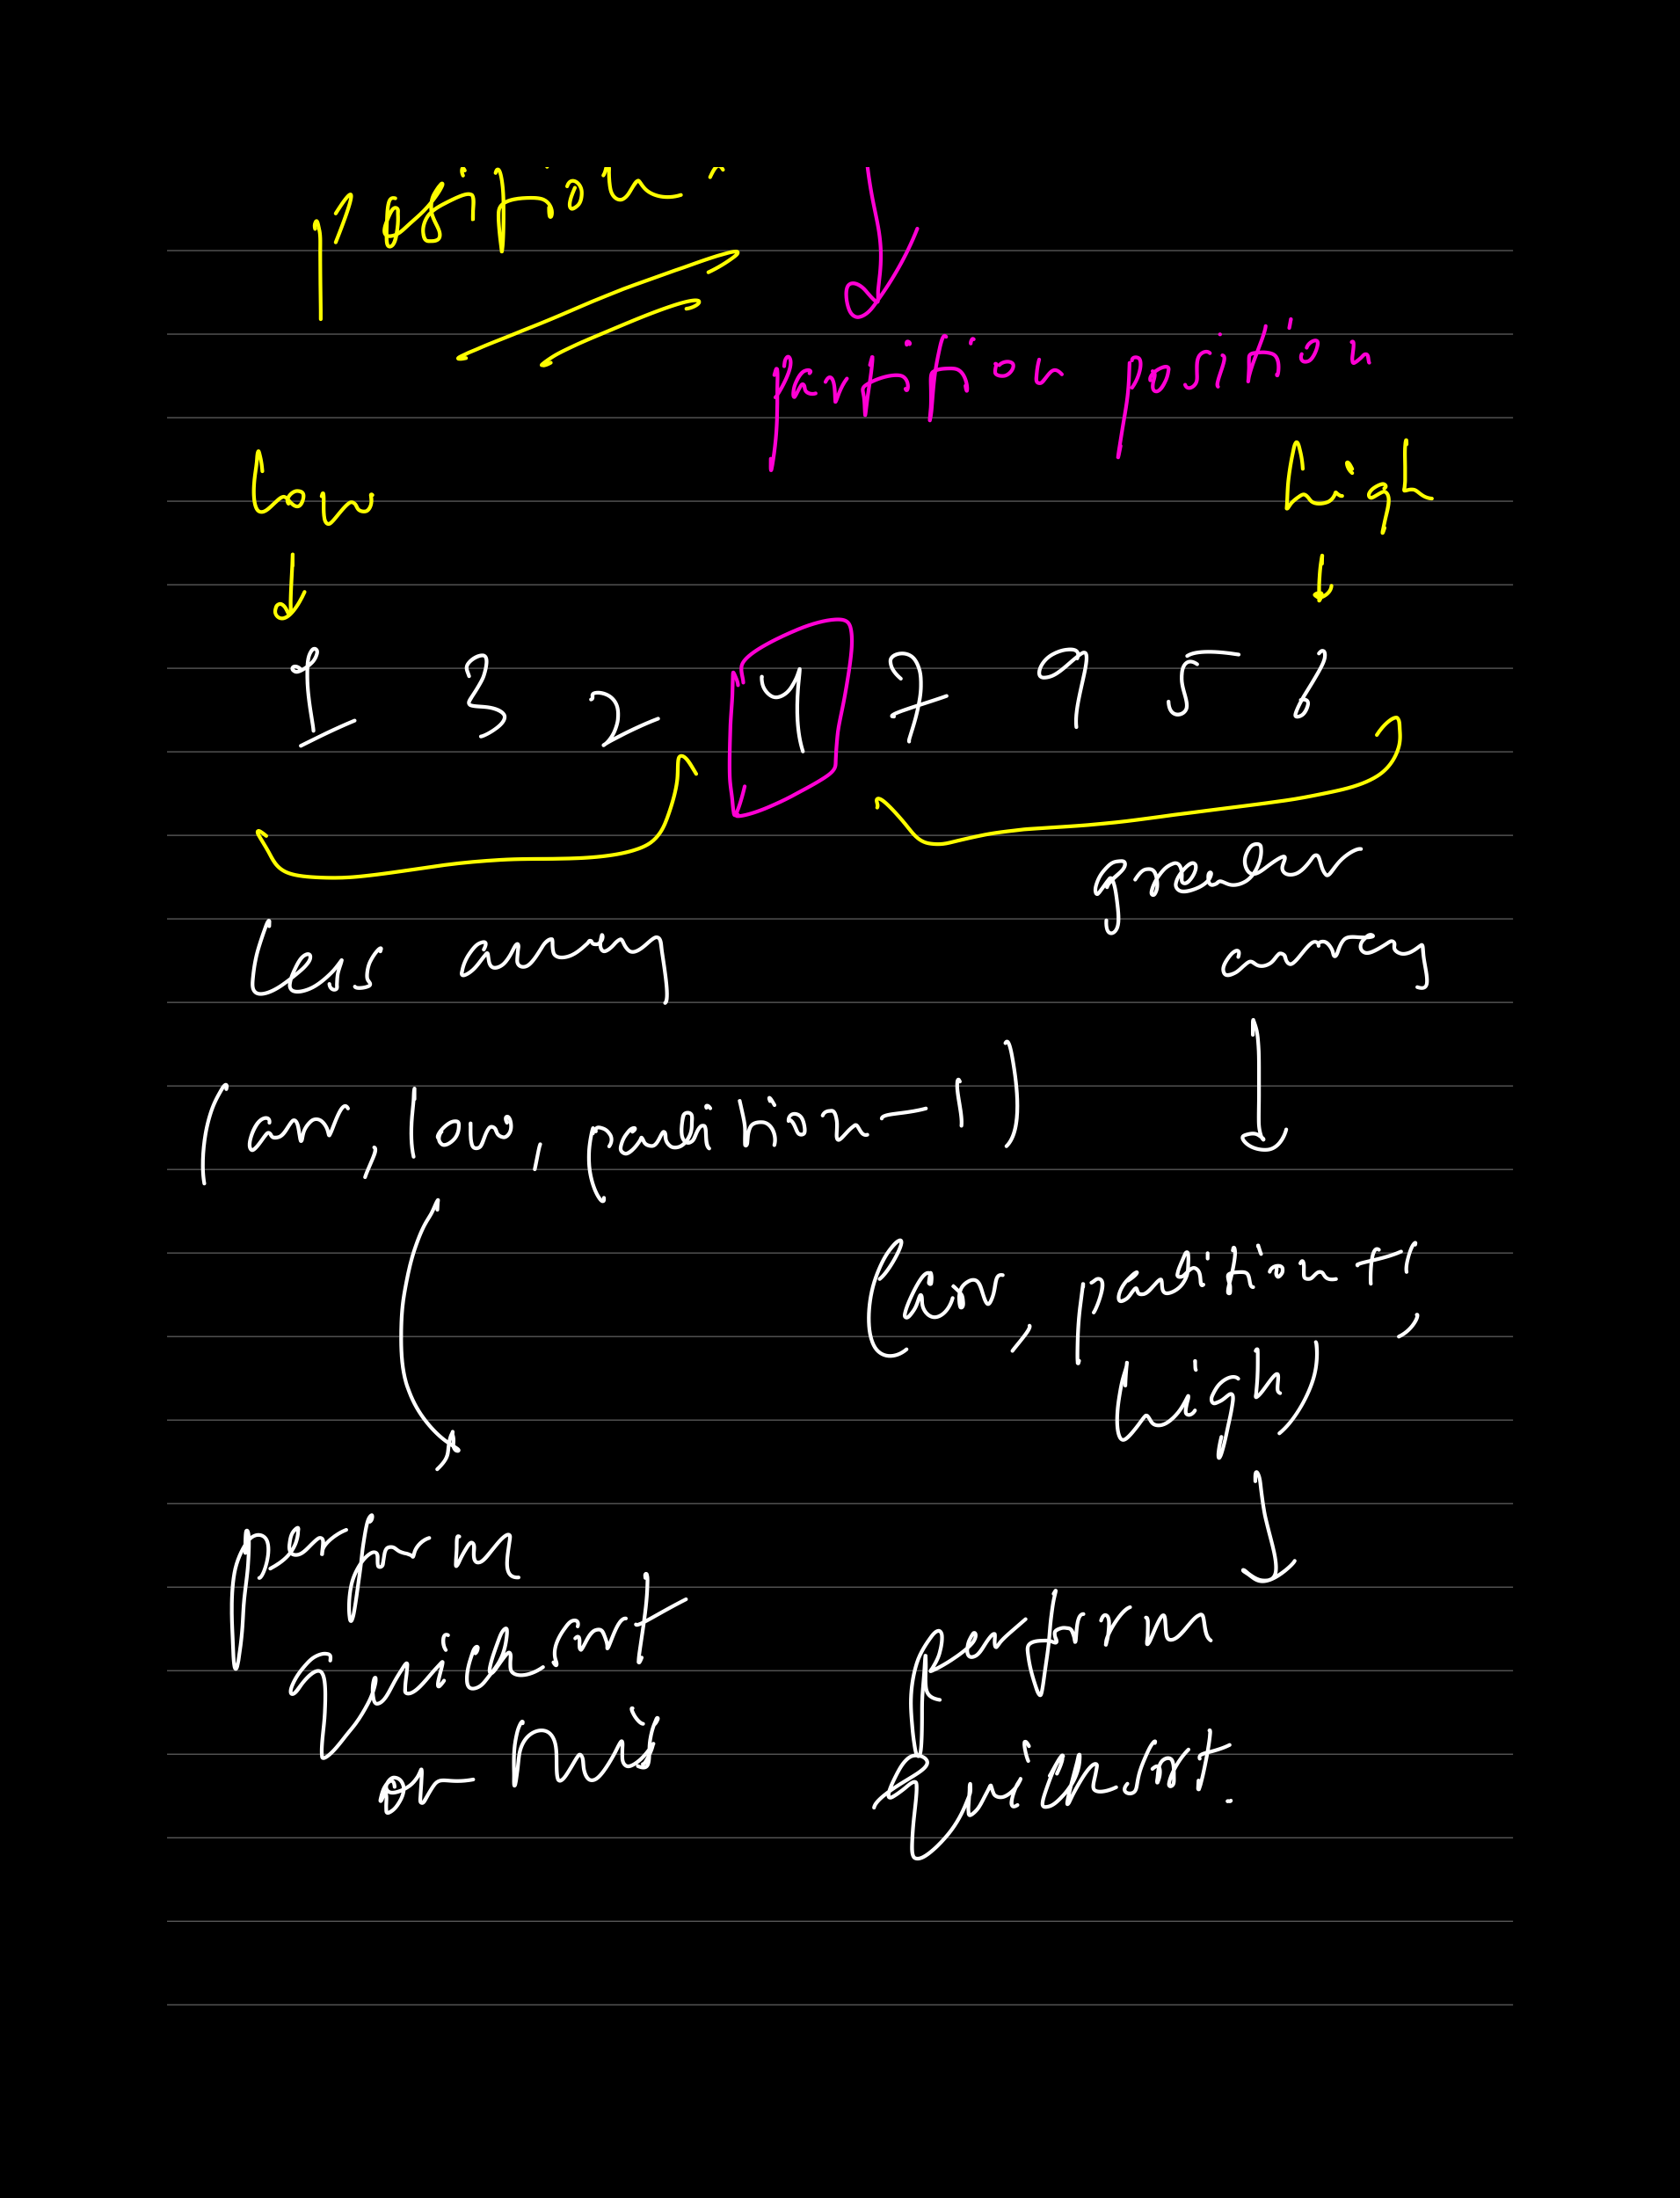 position.
partition position
low high
1 3 2 4 7 9 5 6
greater
less array array
(arr, low, partition-1)
(arr, partition+1,
high)
perform
quicksort perform
on this quicksort.